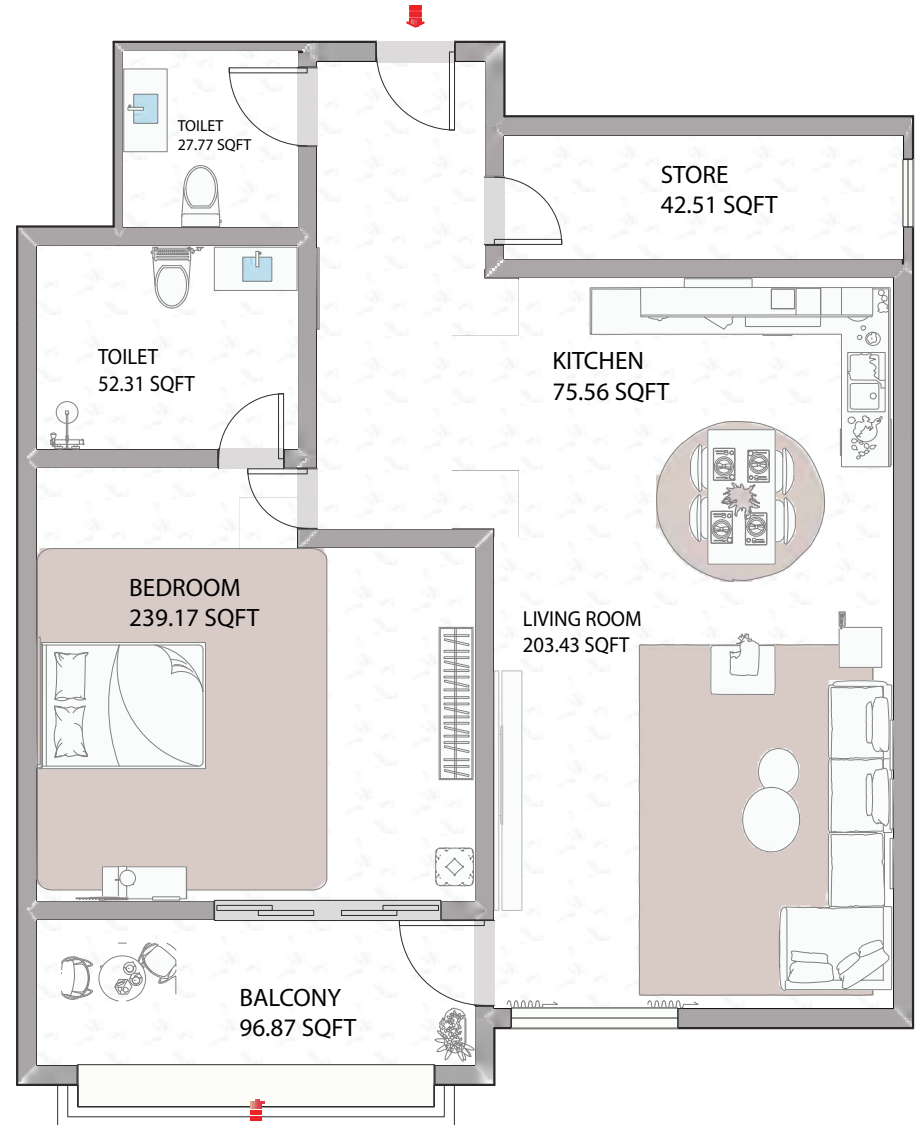 TOILET
27.77 SQFT
STORE
42.51 SQFT
TOILET
52.31 SQFT
KITCHEN
75.56 SQFT
BEDROOM
239.17 SQFT
LIVING ROOM
203.43 SQFT
BALCONY
96.87 SQFT